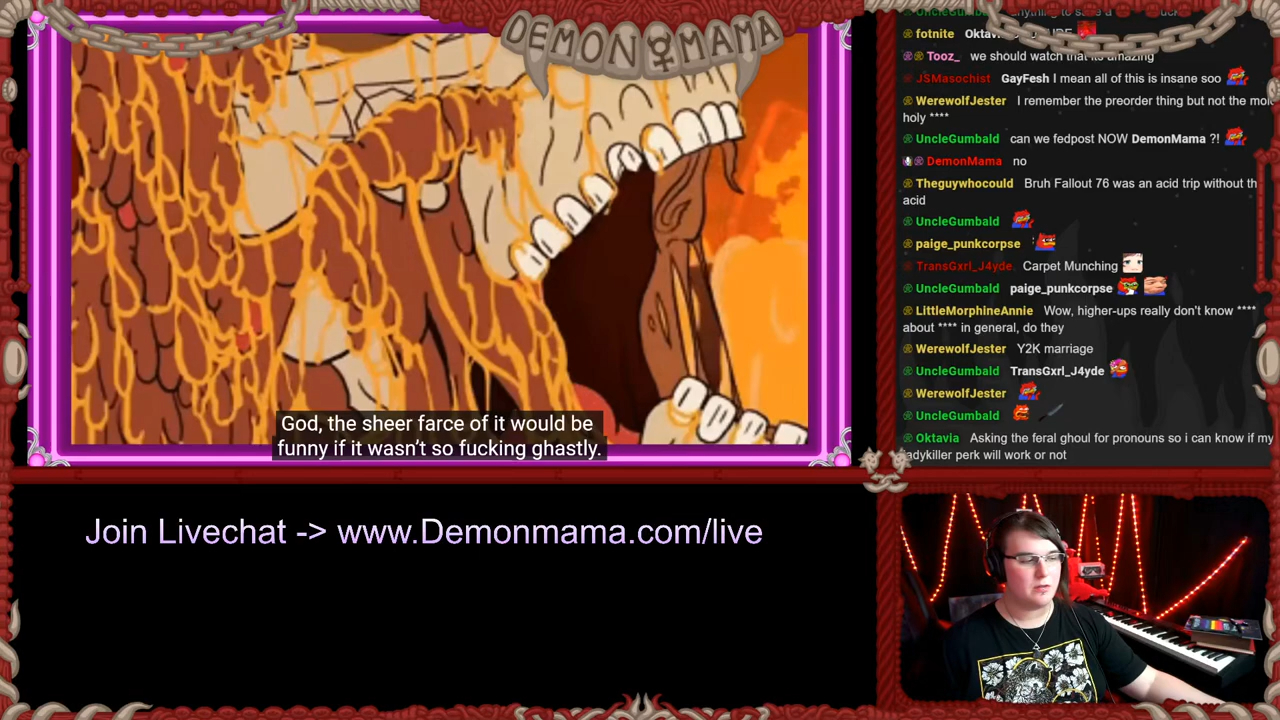 DEMON MAMA
God, the sheer farce of it would be
funny if it wasn't so fucking ghastly.
Join Livechat -> www.Demonmama.com/live
fotnite
Tooz_ we should watch that its amazing
JSMasochist GayFesh I mean all of this is insane soo
WerewolfJester I remember the preorder thing but not the
holy ****
UncleGumbald can we fedpost NOW DemonMama ?!
DemonMama no
Theguywhocould Bruh Fallout 76 was an acid trip without
acid
UncleGumbald
paige_punkcorpse
TransGxrl_J4yde Carpet Munching
UncleGumbald paige_punkcorpse
LittleMorphineAnnie Wow, higher-ups really don't know ****
about **** in general, do they
WerewolfJester Y2K marriage
UncleGumbald TransGxrl_J4yde
WerewolfJester
UncleGumbald
Oktavia Asking the feral ghoul for pronouns so i can know if my
adykiller perk will work or not